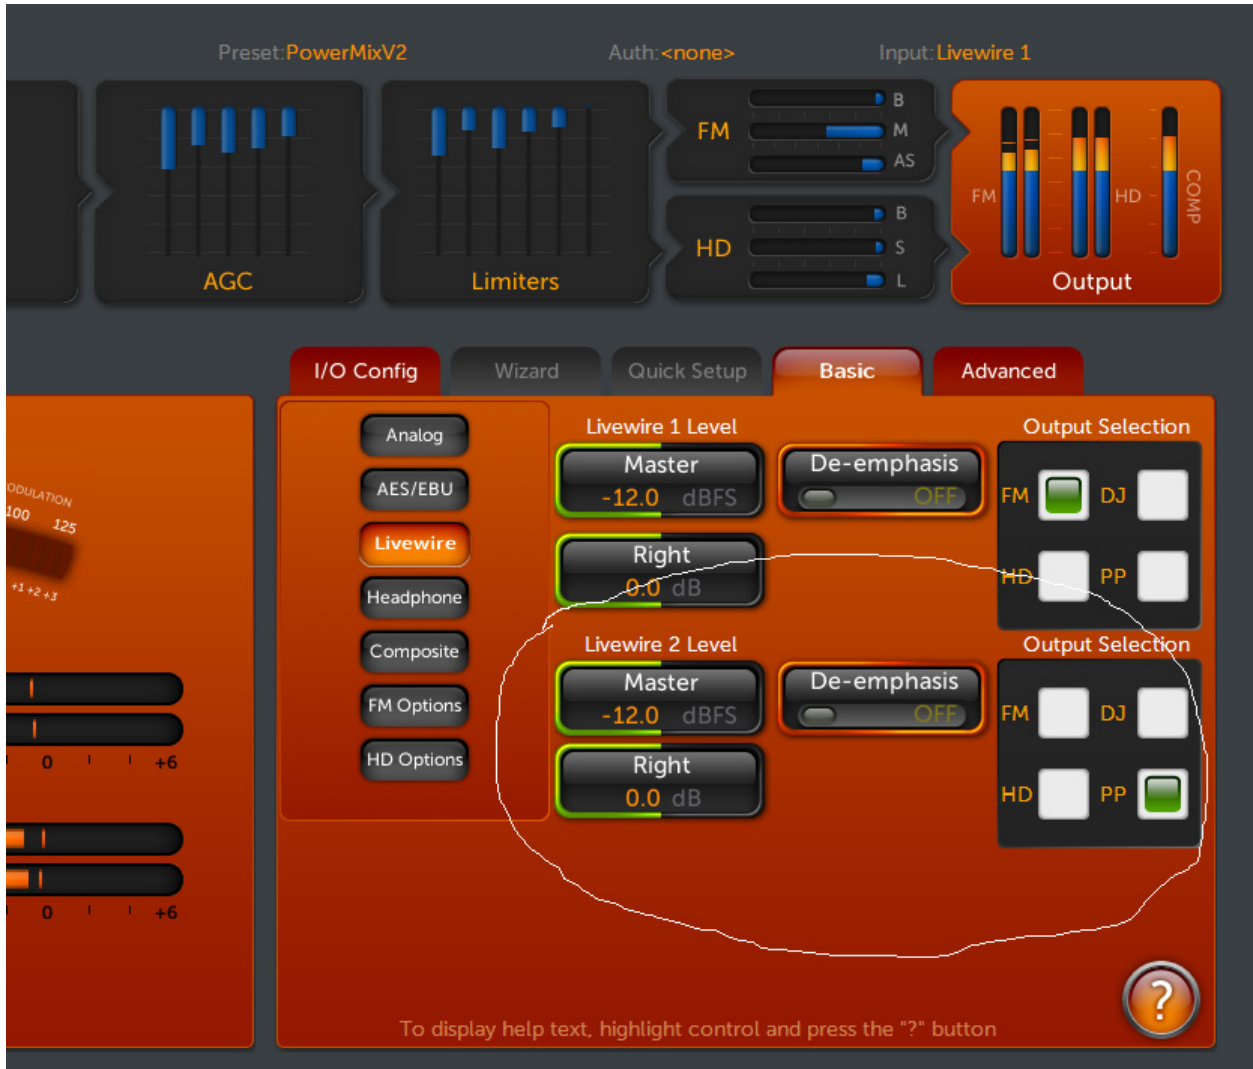 Preset:PowerMixV2 Auth:<none> Input:Livewire 1
FM B M AS
HD B S L
FM HD COMP
AGC Limiters Output
I/O Config Wizard Quick Setup Basic Advanced
100 125
+1 +2 +3
0 +6
0 +6
Analog
AES/EBU
Livewire
Headphone
Composite
FM Options
HD Options
Livewire 1 Level
Master
-12.0 dBFS
De-emphasis
OFF
Right
0.0 dB
Output Selection
FM DJ
HD PP
Livewire 2 Level
Master
-12.0 dBFS
De-emphasis
OFF
Right
0.0 dB
Output Selection
FM DJ
HD PP
?
To display help text, highlight control and press the "?" button